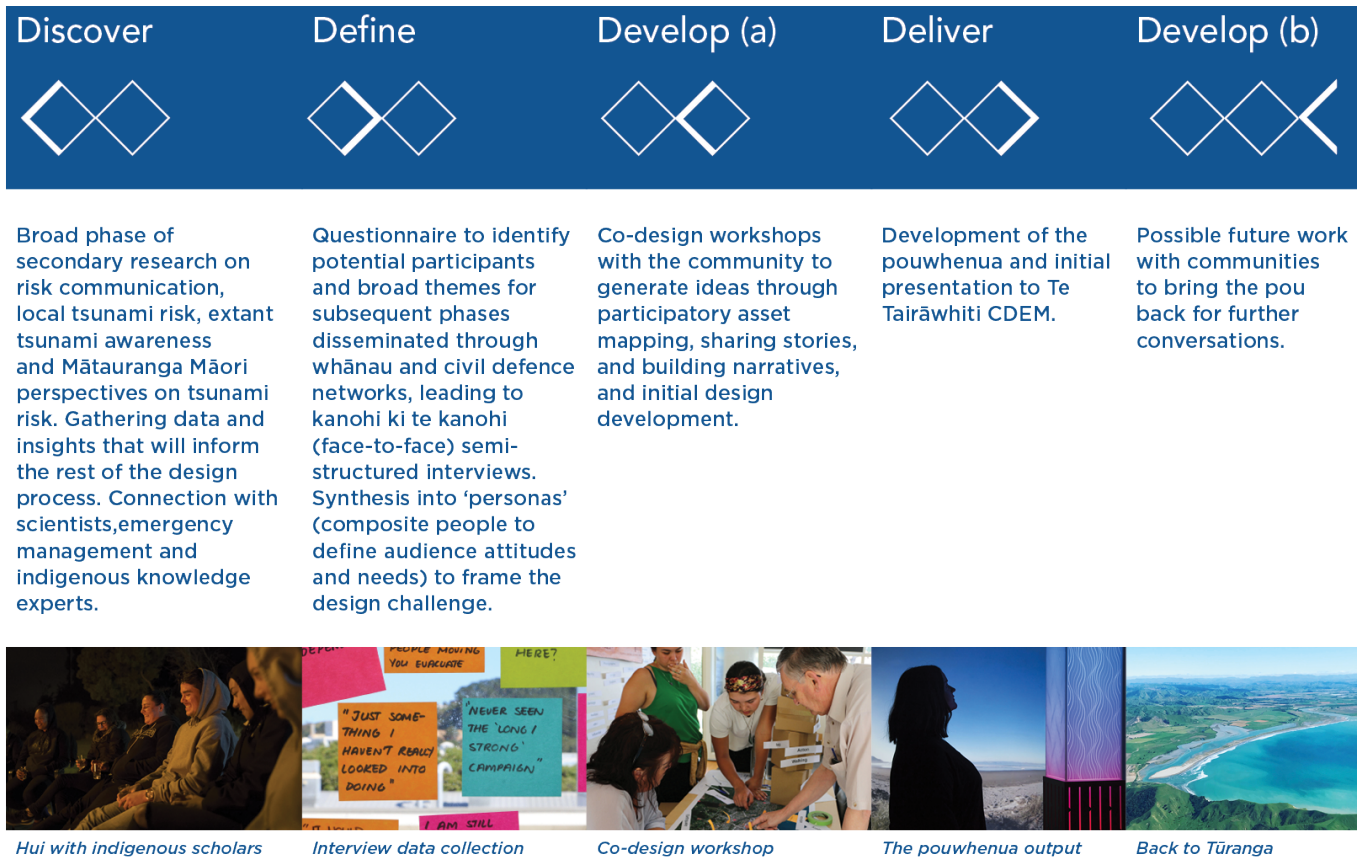 Discover
Define
Develop (a)
Deliver
Develop (b)
Broad phase of
secondary research on
risk communication,
local tsunami risk, extant
tsunami awareness
and Mātauranga Māori
perspectives on tsunami
risk. Gathering data and
insights that will inform
the rest of the design
process. Connection with
scientists,emergency
management and
indigenous knowledge
experts.
Questionnaire to identify
potential participants
and broad themes for
subsequent phases
disseminated through
whānau and civil defence
networks, leading to
kanohi ki te kanohi
(face-to-face) semi-
structured interviews.
Synthesis into ‘personas’
(composite people to
define audience attitudes
and needs) to frame the
design challenge.
Co-design workshops
with the community to
generate ideas through
participatory asset
mapping, sharing stories,
and building narratives,
and initial design
development.
Development of the
pouwhenua and initial
presentation to Te
Tairāwhiti CDEM.
Possible future work
with communities
to bring the pou
back for further
conversations.
PEOPLE MOVING
YOU EVACUATE
HERE?
"JUST SOME-
THING I
HAVEN'T REALLY
LOOKED INTO
DOING"
"NEVER SEEN
THE 'LONG /
STRONG'
CAMPAIGN"
I AM STILL
Hui with indigenous scholars
Interview data collection
Co-design workshop
The pouwhenua output
Back to Tūranga